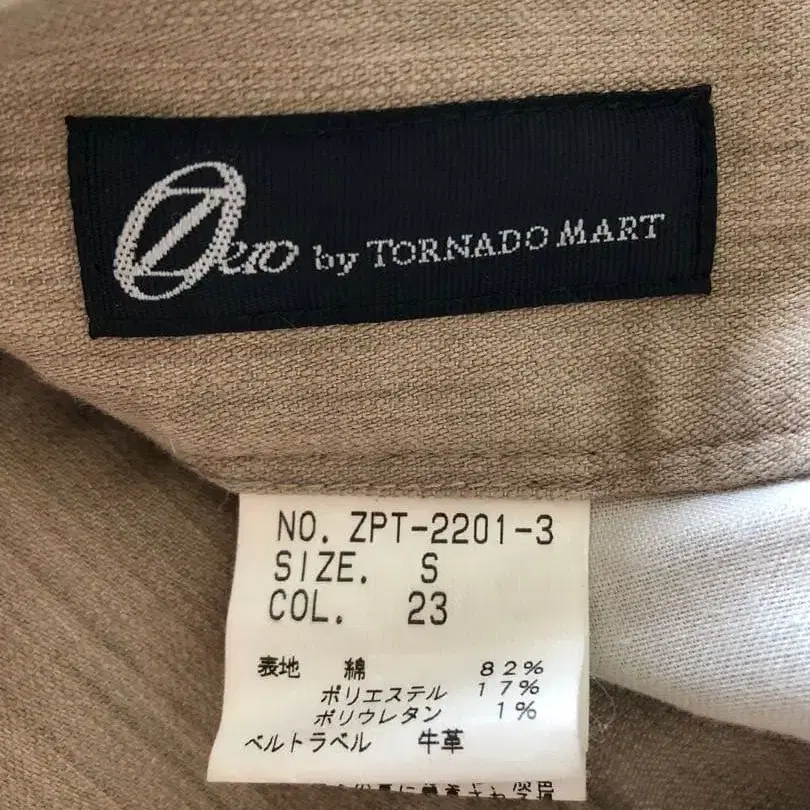 Zero by TORNADO MART
NO. ZPT-2201-3
SIZE. S
COL. 23
表地 綿 82%
ポリエステル 17%
ポリウレタン 1%
ベルトラベル 牛革